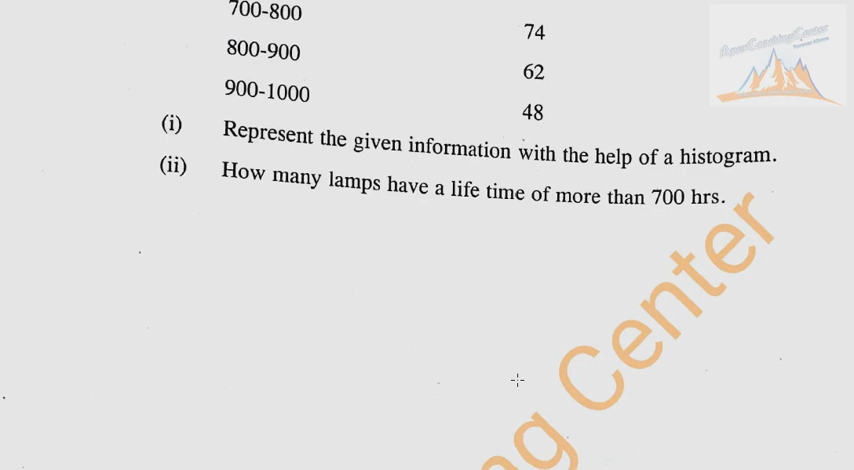 700-800 74
800-900 62
900-1000 48
(i) Represent the given information with the help of a histogram.
(ii) How many lamps have a life time of more than 700 hrs.
ng Center